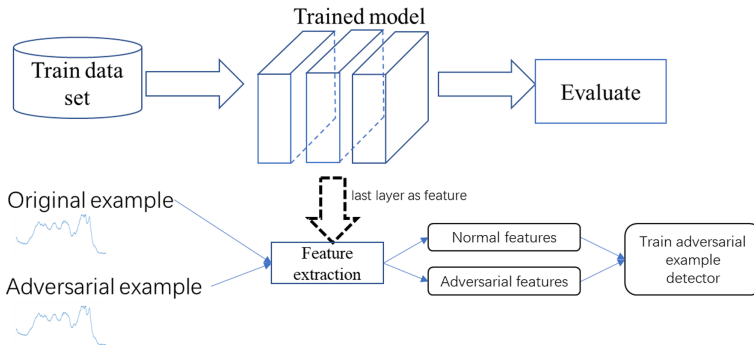 Trained model
Train data
set
Evaluate
last layer as feature
Original example
Adversarial example
Feature
extraction
Normal features
Adversarial features
Train adversarial
example
detector